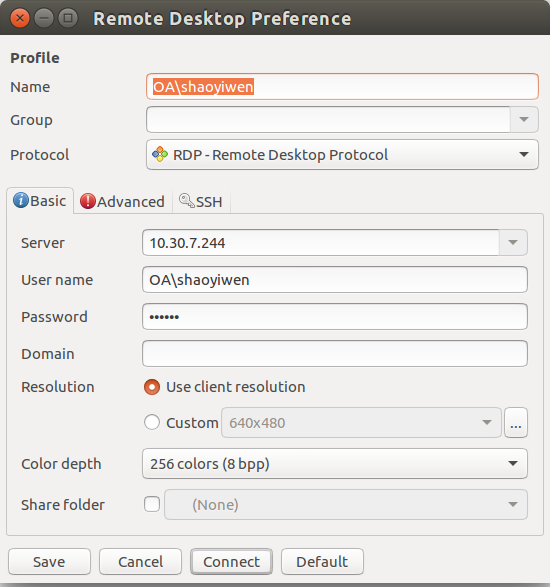 Remote Desktop Preference
Profile
Name OA\shaoyiwen
Group
Protocol RDP - Remote Desktop Protocol
Basic Advanced SSH
Server 10.30.7.244
User name OA\shaoyiwen
Password ••••••
Domain
Resolution Use client resolution
Custom 640x480 ...
Color depth 256 colors (8 bpp)
Share folder (None)
Save Cancel Connect Default